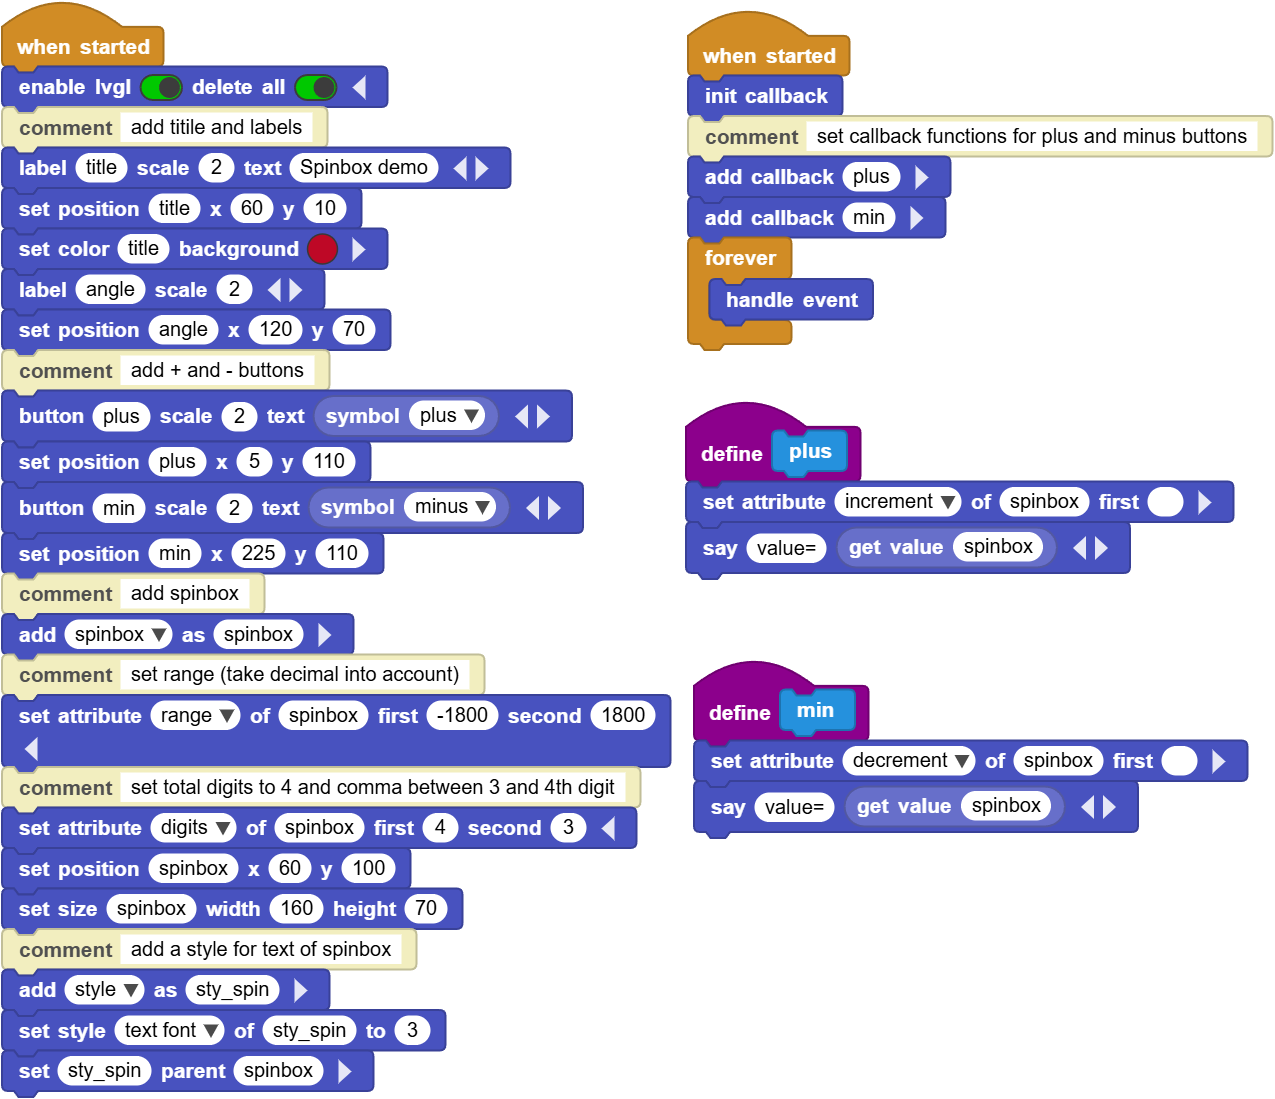 when started
enable lvgl delete all
comment add titile and labels
label title scale 2 text Spinbox demo
set position title x 60 y 10
set color title background
label angle scale 2
set position angle x 120 y 70
comment add + and - buttons
button plus scale 2 text symbol plus
set position plus x 5 y 110
button min scale 2 text symbol minus
set position min x 225 y 110
comment add spinbox
add spinbox as spinbox
comment set range (take decimal into account)
set attribute range of spinbox first -1800 second 1800
comment set total digits to 4 and comma between 3 and 4th digit
set attribute digits of spinbox first 4 second 3
set position spinbox x 60 y 100
set size spinbox width 160 height 70
comment add a style for text of spinbox
add style as sty_spin
set style text font of sty_spin to 3
set sty_spin parent spinbox
when started
init callback
comment set callback functions for plus and minus buttons
add callback plus
add callback min
forever
handle event
define plus
set attribute increment of spinbox first
say value= get value spinbox
define min
set attribute decrement of spinbox first
say value= get value spinbox